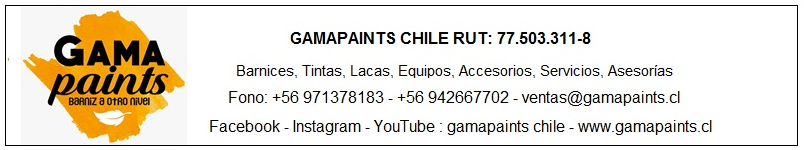 GAMA
paints
BARNIZ A OTRO NIVEL
GAMAPAINTS CHILE RUT: 77.503.311-8
Barnices, Tintas, Lacas, Equipos, Accesorios, Servicios, Asesorías
Fono: +56 971378183 - +56 942667702 - ventas@gamapaints.cl
Facebook - Instagram - YouTube : gamapaints chile - www.gamapaints.cl